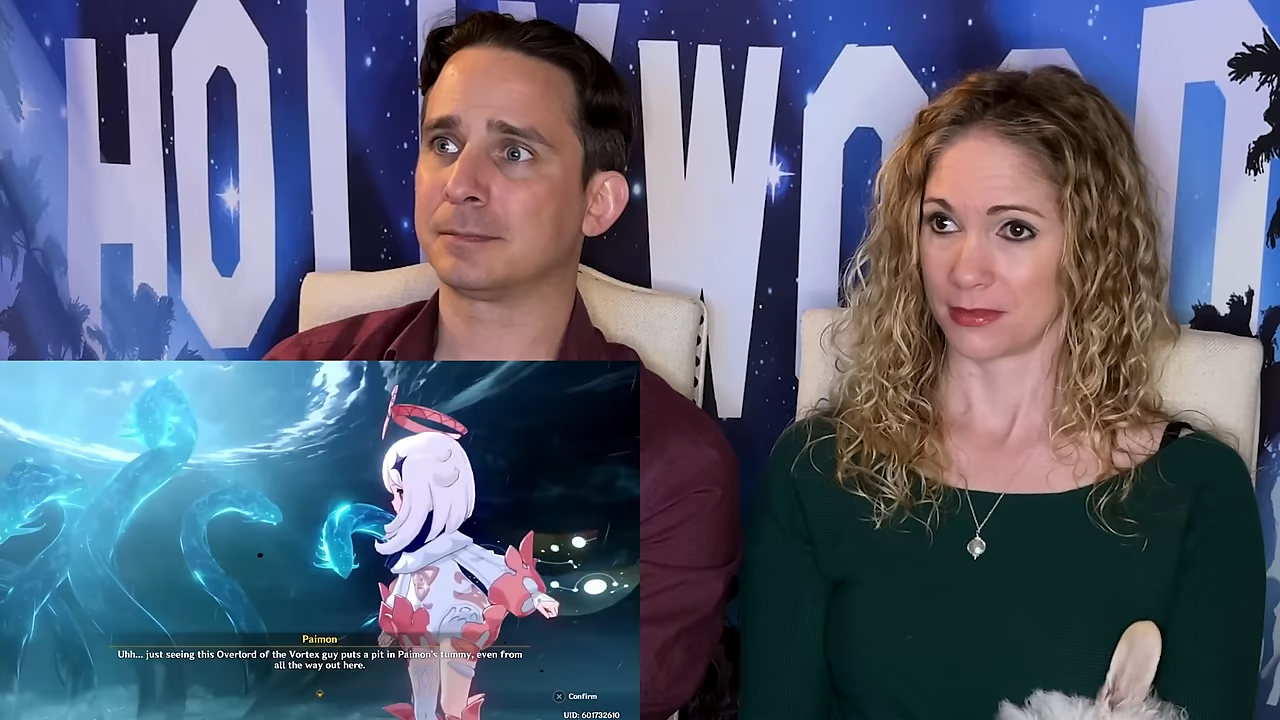 HOLLYWOOD
Paimon
Uhh... just seeing this Overlord of the Vortex guy puts a pit in Paimon's tummy, even from
all the way out here.
Confirm
UID: 601732610